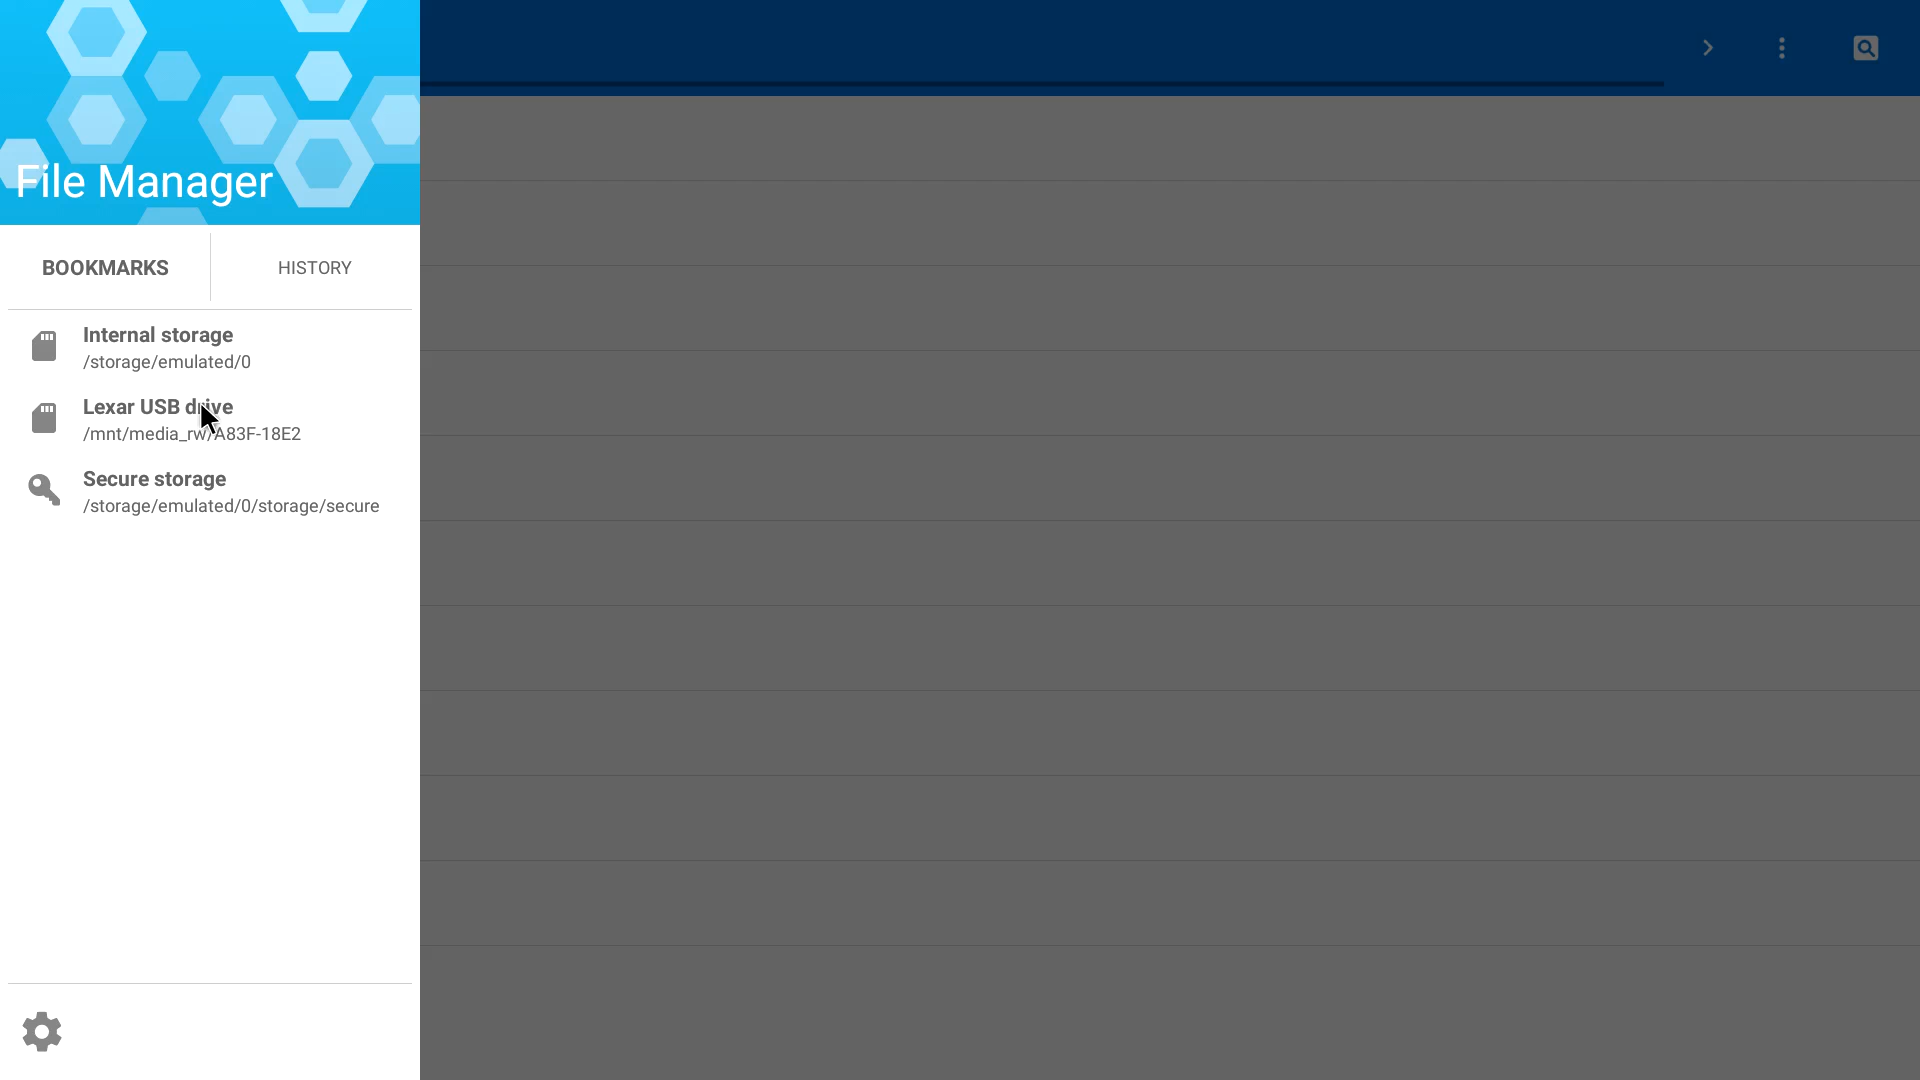 File Manager
BOOKMARKS
HISTORY
Internal storage
/storage/emulated/0
Lexar USB drive
/mnt/media_rw/A83F-18E2
Secure storage
/storage/emulated/0/storage/secure